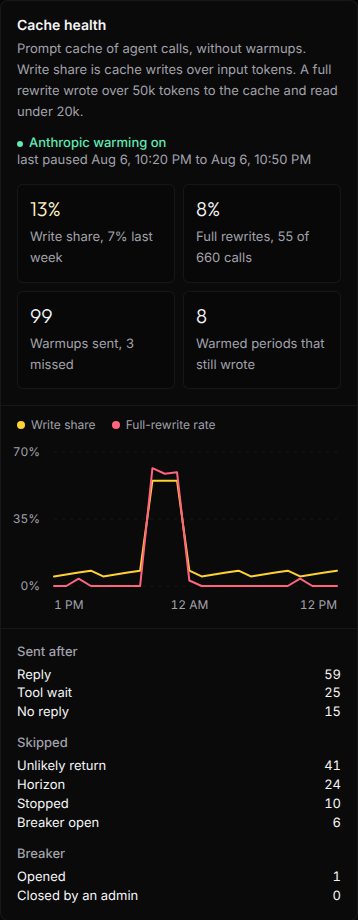 Cache health
Prompt cache of agent calls, without warmups.
Write share is cache writes over input tokens. A full
rewrite wrote over 50k tokens to the cache and read
under 20k.
Anthropic warming on
last paused Aug 6, 10:20 PM to Aug 6, 10:50 PM
13%
Write share, 7% last
week
8%
Full rewrites, 55 of
660 calls
99
Warmups sent, 3
missed
8
Warmed periods that
still wrote
Write share
Full-rewrite rate
70%
35%
0%
1 PM
12 AM
12 PM
Sent after
Reply 59
Tool wait 25
No reply 15
Skipped
Unlikely return 41
Horizon 24
Stopped 10
Breaker open 6
Breaker
Opened 1
Closed by an admin 0